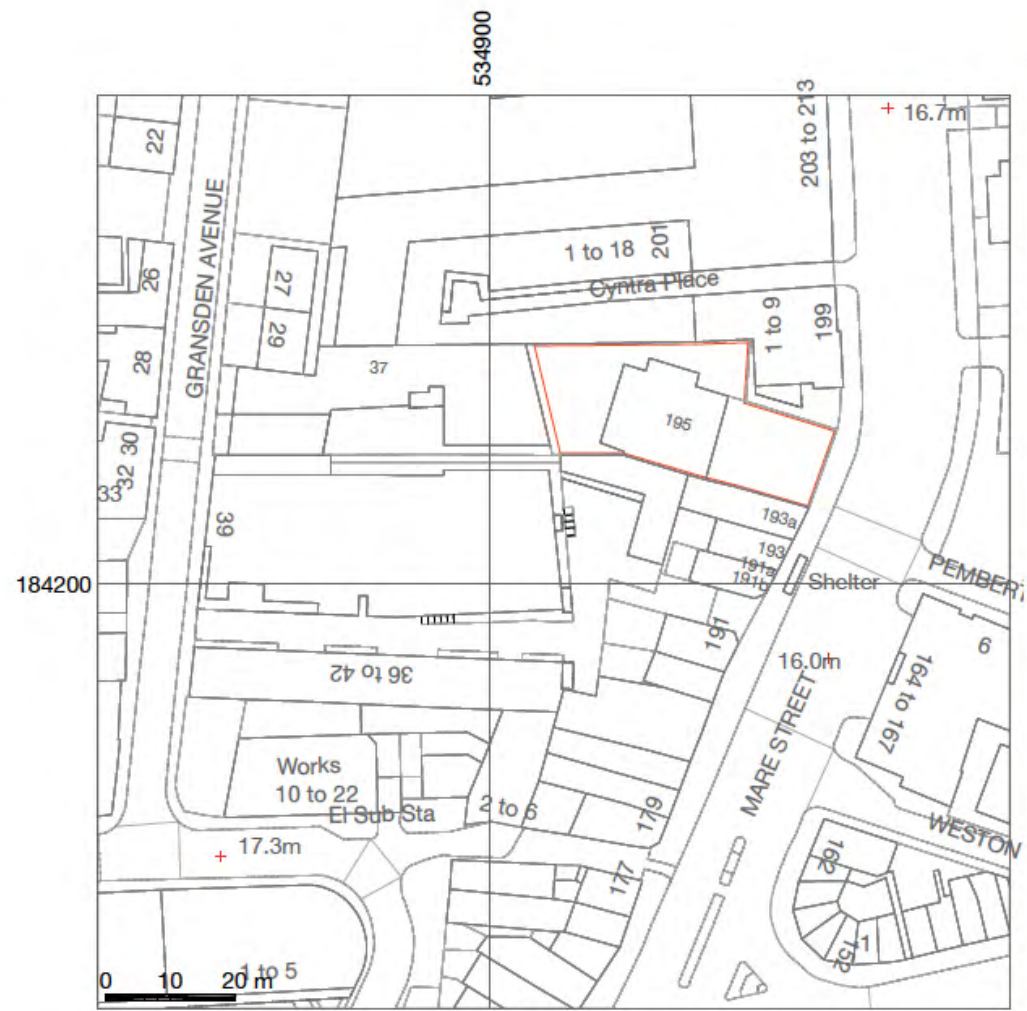 534900
184200
22
GRANSDEN AVENUE
26
28
27
29
30
32
33
37
39
1 to 18
201
Cyntra Place
203 to 213
16.7m
1 to 9
199
195
193a
193
191a
191b
191
Shelter
PEMBERT
6
164 to 167
16.0m
MARE STREET
36 to 42
Works
10 to 22
El Sub Sta
2 to 6
179
177
17.3m
WESTON
162
152
1
1 to 5
0 10 20 m